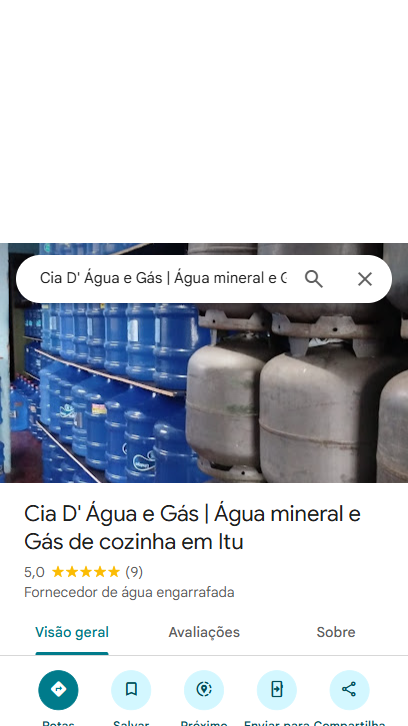 Cia D' Água e Gás | Água mineral e G
Cia D' Água e Gás | Água mineral e
Gás de cozinha em Itu
5,0 ★★★★★ (9)
Fornecedor de água engarrafada
Visão geral Avaliações Sobre
Rotas Salvar Próximo Enviar para Compartilha